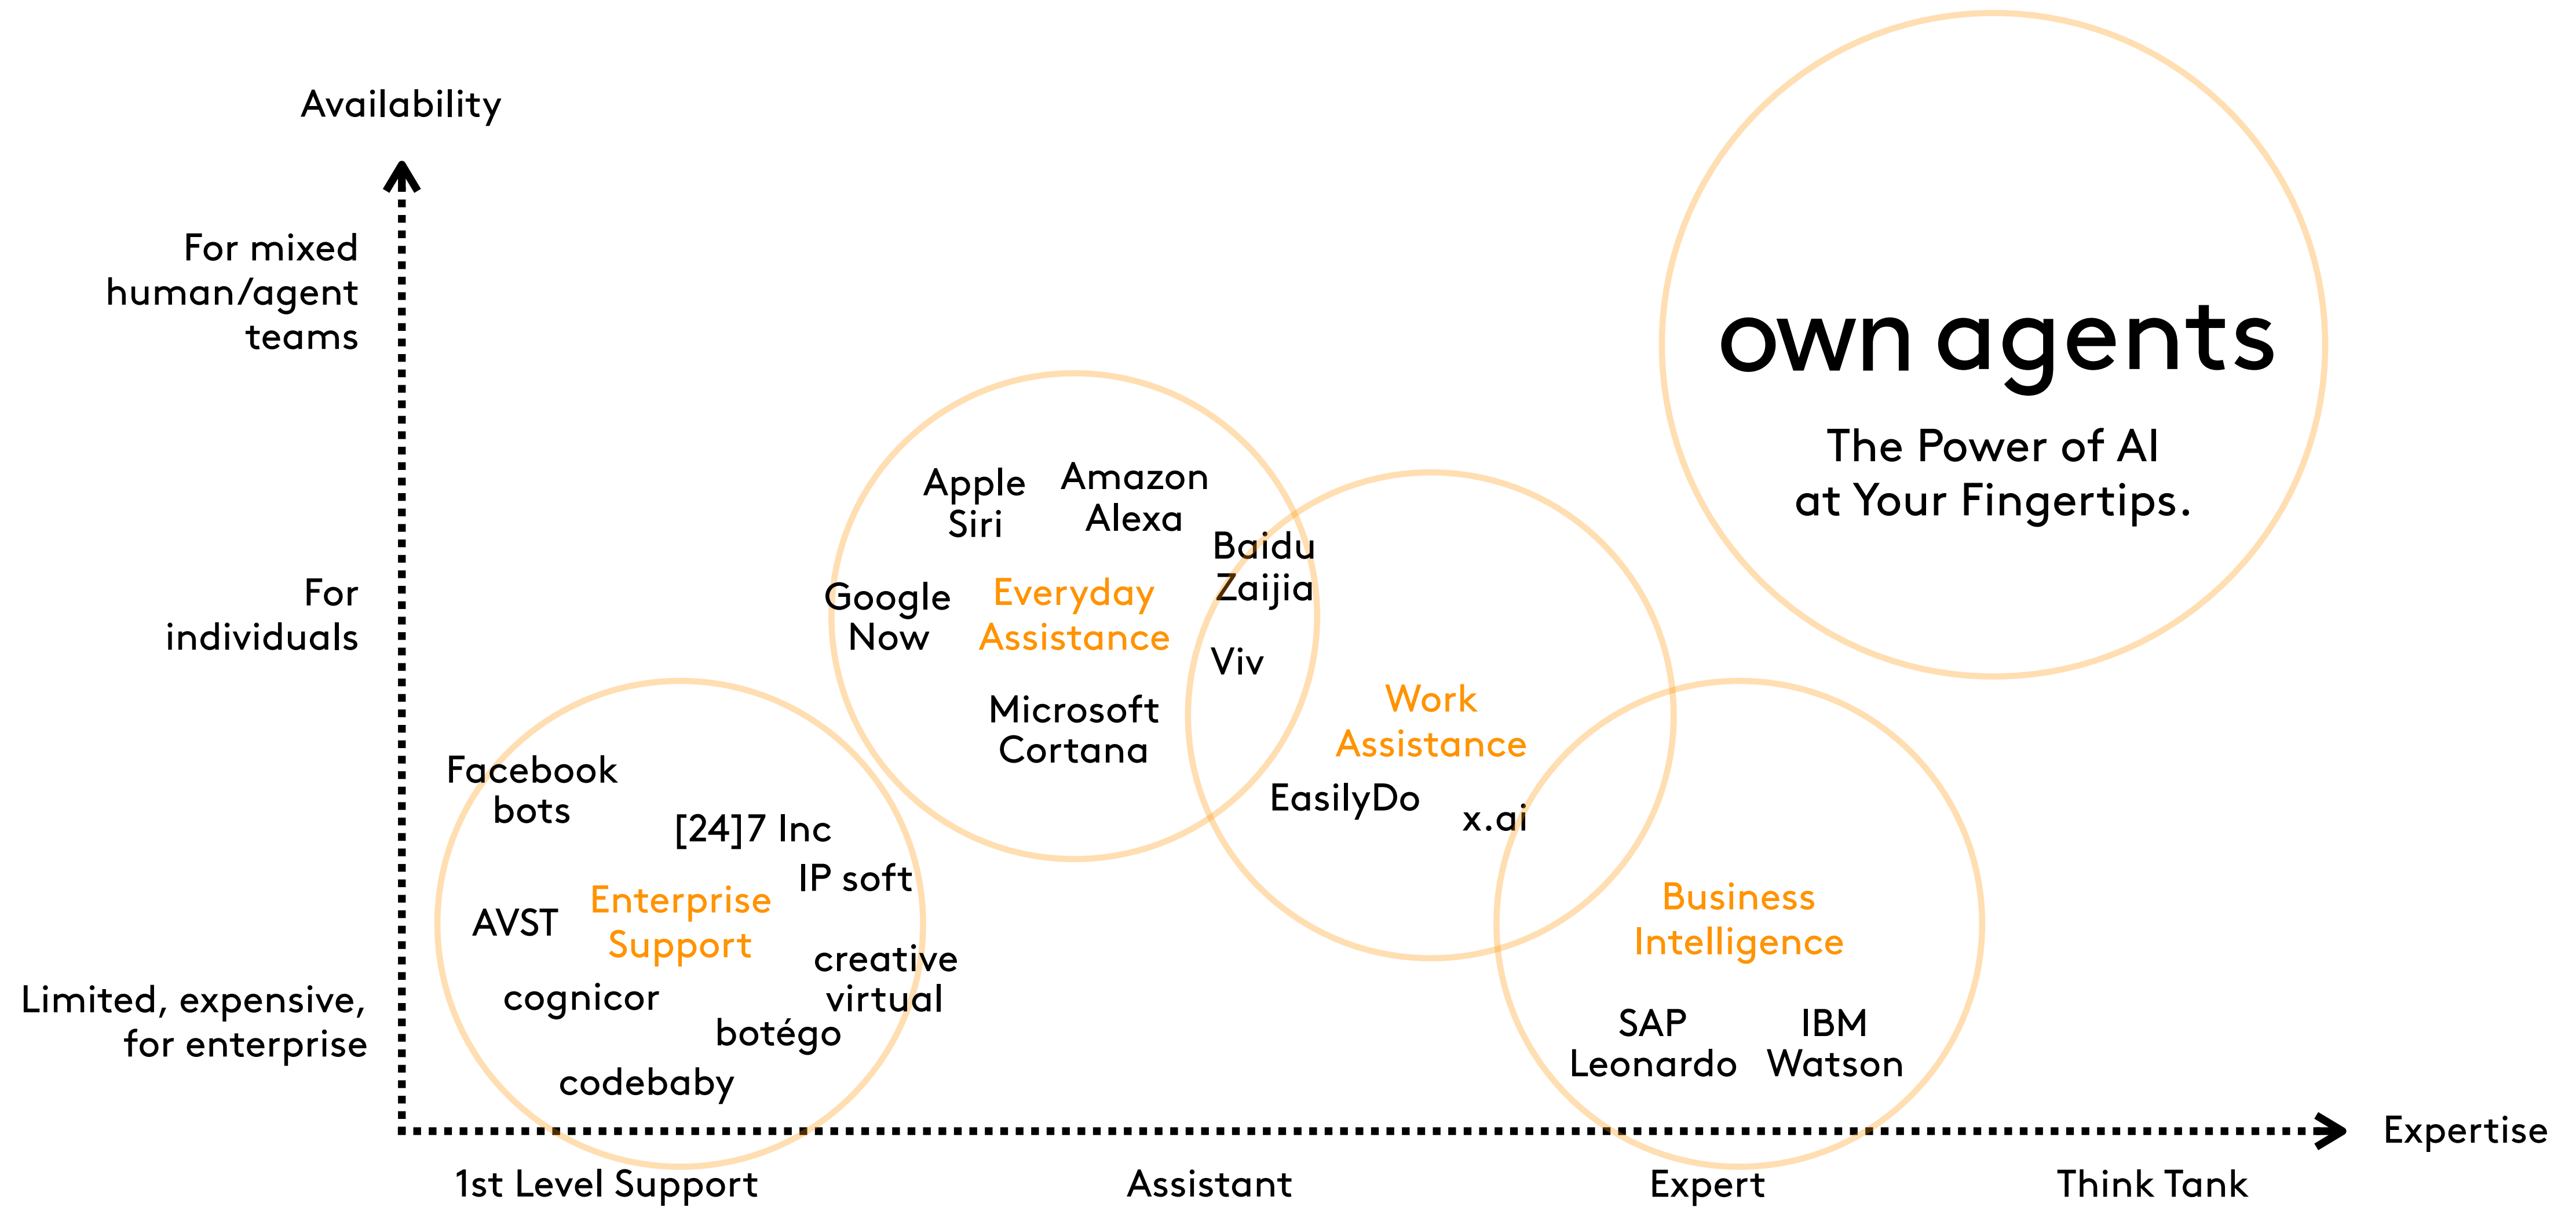 Availability
For mixed
human/agent
teams
For
individuals
Limited, expensive,
for enterprise
own agents
The Power of AI
at Your Fingertips.
Apple
Siri
Amazon
Alexa
Baidu
Zaijia
Google
Now
Everyday
Assistance
Viv
Microsoft
Cortana
Work
Assistance
EasilyDo
x.ai
Facebook
bots
[24]7 Inc
IP soft
AVST
Enterprise
Support
creative
virtual
cognicor
botégo
codebaby
Business
Intelligence
SAP
Leonardo
IBM
Watson
Expertise
1st Level Support
Assistant
Expert
Think Tank